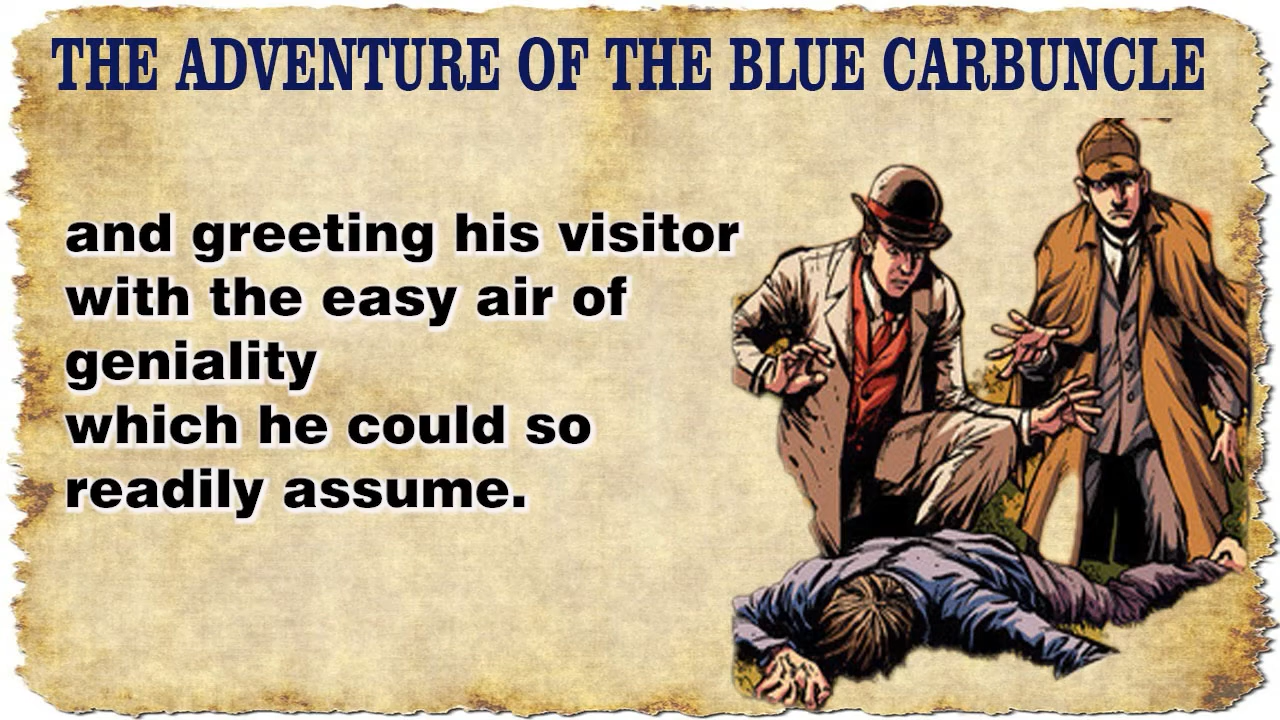 THE ADVENTURE OF THE BLUE CARBUNCLE
and greeting his visitor
with the easy air of
geniality
which he could so
readily assume.